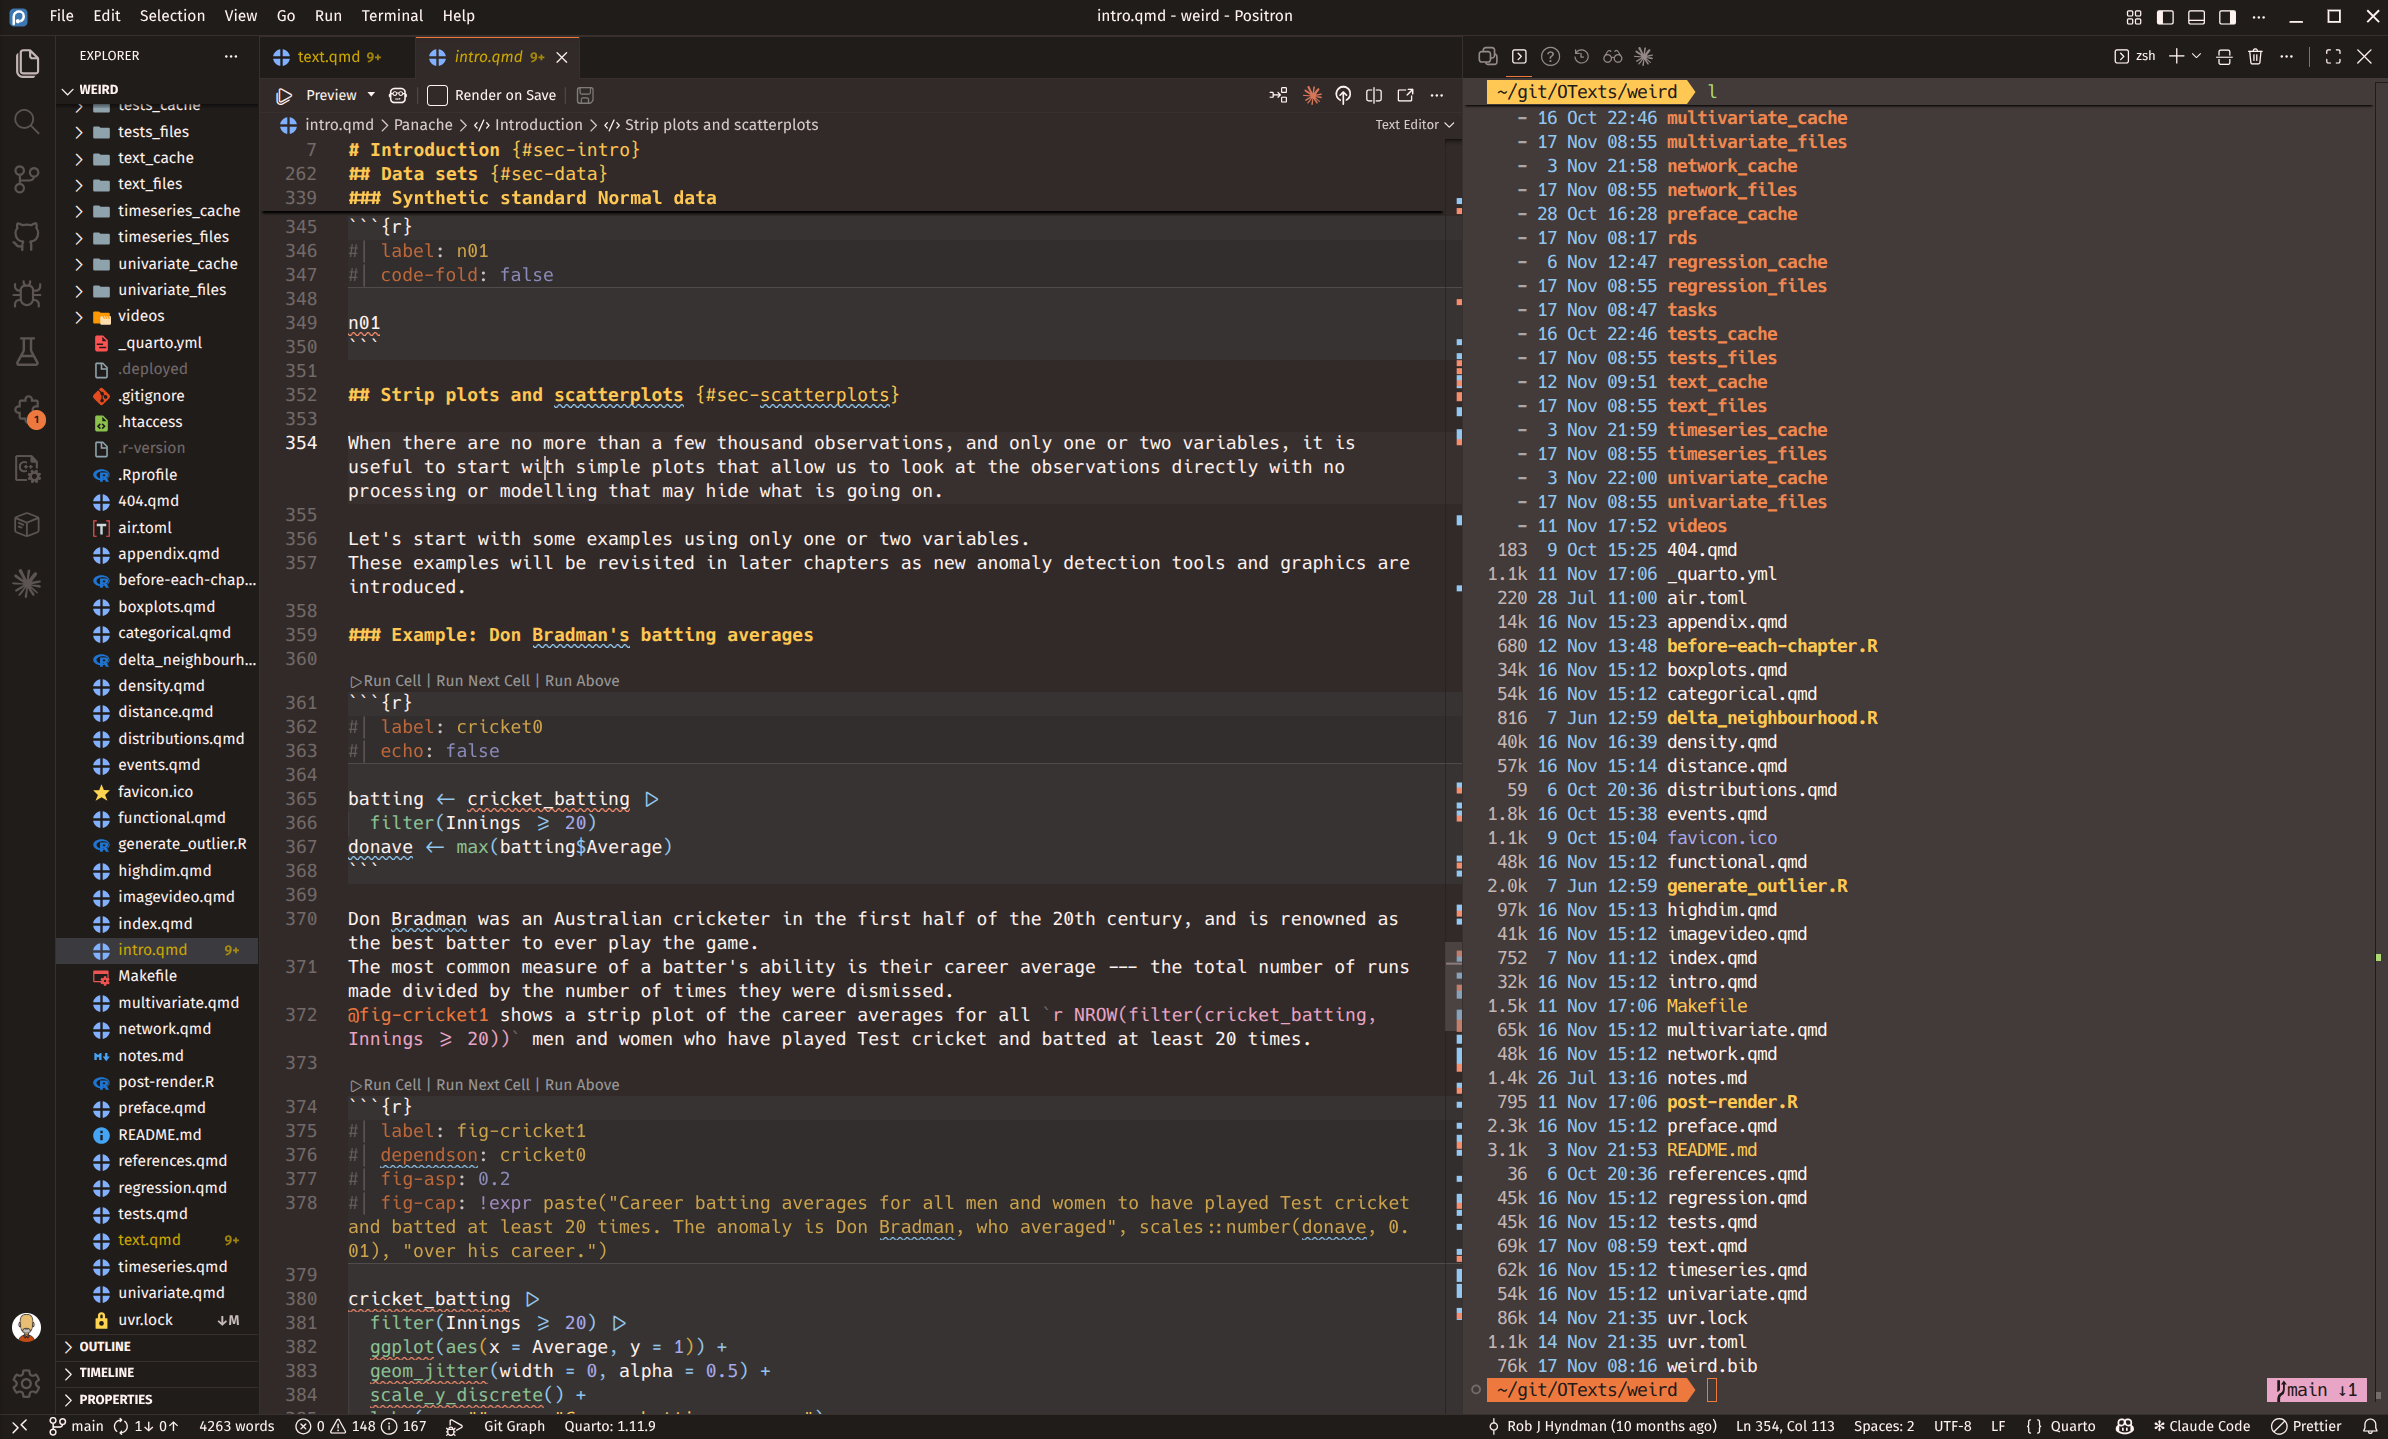 File Edit Selection View Go Run Terminal Help
intro.qmd - weird - Positron
EXPLORER
WEIRD
tests_cache
tests_files
text_cache
text_files
timeseries_cache
timeseries_files
univariate_cache
univariate_files
videos
_quarto.yml
.deployed
.gitignore
.htaccess
.r-version
.Rprofile
404.qmd
air.toml
appendix.qmd
before-each-chap...
boxplots.qmd
categorical.qmd
delta_neighbourh...
density.qmd
distance.qmd
distributions.qmd
events.qmd
favicon.ico
functional.qmd
generate_outlier.R
highdim.qmd
imagevideo.qmd
index.qmd
intro.qmd 9+
Makefile
multivariate.qmd
network.qmd
notes.md
post-render.R
preface.qmd
README.md
references.qmd
regression.qmd
tests.qmd
text.qmd 9+
timeseries.qmd
univariate.qmd
uvr.lock ↓M
OUTLINE
TIMELINE
PROPERTIES
1
text.qmd 9+
intro.qmd 9+
Preview
Render on Save
intro.qmd > Panache > Introduction > Strip plots and scatterplots
Text Editor
7 # Introduction {#sec-intro}
262 ## Data sets {#sec-data}
339 ### Synthetic standard Normal data
345 ```{r}
346 #| label: n01
347 #| code-fold: false
348
349 n01
350 ```
351
352 ## Strip plots and scatterplots {#sec-scatterplots}
353
354 When there are no more than a few thousand observations, and only one or two variables, it is
useful to start with simple plots that allow us to look at the observations directly with no
processing or modelling that may hide what is going on.
355
356 Let's start with some examples using only one or two variables.
357 These examples will be revisited in later chapters as new anomaly detection tools and graphics are
introduced.
358
359 ### Example: Don Bradman's batting averages
360
Run Cell | Run Next Cell | Run Above
361 ```{r}
362 #| label: cricket0
363 #| echo: false
364
365 batting <- cricket_batting |>
366 filter(Innings >= 20)
367 donave <- max(batting$Average)
368 ```
369
370 Don Bradman was an Australian cricketer in the first half of the 20th century, and is renowned as
the best batter to ever play the game.
371 The most common measure of a batter's ability is their career average --- the total number of runs
made divided by the number of times they were dismissed.
372 @fig-cricket1 shows a strip plot of the career averages for all `r NROW(filter(cricket_batting,
Innings >= 20))` men and women who have played Test cricket and batted at least 20 times.
373
Run Cell | Run Next Cell | Run Above
374 ```{r}
375 #| label: fig-cricket1
376 #| dependson: cricket0
377 #| fig-asp: 0.2
378 #| fig-cap: !expr paste("Career batting averages for all men and women to have played Test cricket
and batted at least 20 times. The anomaly is Don Bradman, who averaged", scales::number(donave, 0.
01), "over his career.")
379
380 cricket_batting |>
381 filter(Innings >= 20) |>
382 ggplot(aes(x = Average, y = 1)) +
383 geom_jitter(width = 0, alpha = 0.5) +
384 scale_y_discrete() +
zsh
~/git/OTexts/weird l
- 16 Oct 22:46 multivariate_cache
- 17 Nov 08:55 multivariate_files
- 3 Nov 21:58 network_cache
- 17 Nov 08:55 network_files
- 28 Oct 16:28 preface_cache
- 17 Nov 08:17 rds
- 6 Nov 12:47 regression_cache
- 17 Nov 08:55 regression_files
- 17 Nov 08:47 tasks
- 16 Oct 22:46 tests_cache
- 17 Nov 08:55 tests_files
- 12 Nov 09:51 text_cache
- 17 Nov 08:55 text_files
- 3 Nov 21:59 timeseries_cache
- 17 Nov 08:55 timeseries_files
- 3 Nov 22:00 univariate_cache
- 17 Nov 08:55 univariate_files
- 11 Nov 17:52 videos
183 9 Oct 15:25 404.qmd
1.1k 11 Nov 17:06 _quarto.yml
220 28 Jul 11:00 air.toml
14k 16 Nov 15:23 appendix.qmd
680 12 Nov 13:48 before-each-chapter.R
34k 16 Nov 15:12 boxplots.qmd
54k 16 Nov 15:12 categorical.qmd
816 7 Jun 12:59 delta_neighbourhood.R
40k 16 Nov 16:39 density.qmd
57k 16 Nov 15:14 distance.qmd
59 6 Oct 20:36 distributions.qmd
1.8k 16 Oct 15:38 events.qmd
1.1k 9 Oct 15:04 favicon.ico
48k 16 Nov 15:12 functional.qmd
2.0k 7 Jun 12:59 generate_outlier.R
97k 16 Nov 15:13 highdim.qmd
41k 16 Nov 15:12 imagevideo.qmd
752 7 Nov 11:12 index.qmd
32k 16 Nov 15:12 intro.qmd
1.5k 11 Nov 17:06 Makefile
65k 16 Nov 15:12 multivariate.qmd
48k 16 Nov 15:12 network.qmd
1.4k 26 Jul 13:16 notes.md
795 11 Nov 17:06 post-render.R
2.3k 16 Nov 15:12 preface.qmd
3.1k 3 Nov 21:53 README.md
36 6 Oct 20:36 references.qmd
45k 16 Nov 15:12 regression.qmd
45k 16 Nov 15:12 tests.qmd
69k 17 Nov 08:59 text.qmd
62k 16 Nov 15:12 timeseries.qmd
54k 16 Nov 15:12 univariate.qmd
86k 14 Nov 21:35 uvr.lock
1.1k 14 Nov 21:35 uvr.toml
76k 17 Nov 08:16 weird.bib
~/git/OTexts/weird
main ↓1
main 1↓ 0↑ 4263 words 0 148 167 Git Graph Quarto: 1.11.9
Rob J Hyndman (10 months ago) Ln 354, Col 113 Spaces: 2 UTF-8 LF { } Quarto Claude Code Prettier